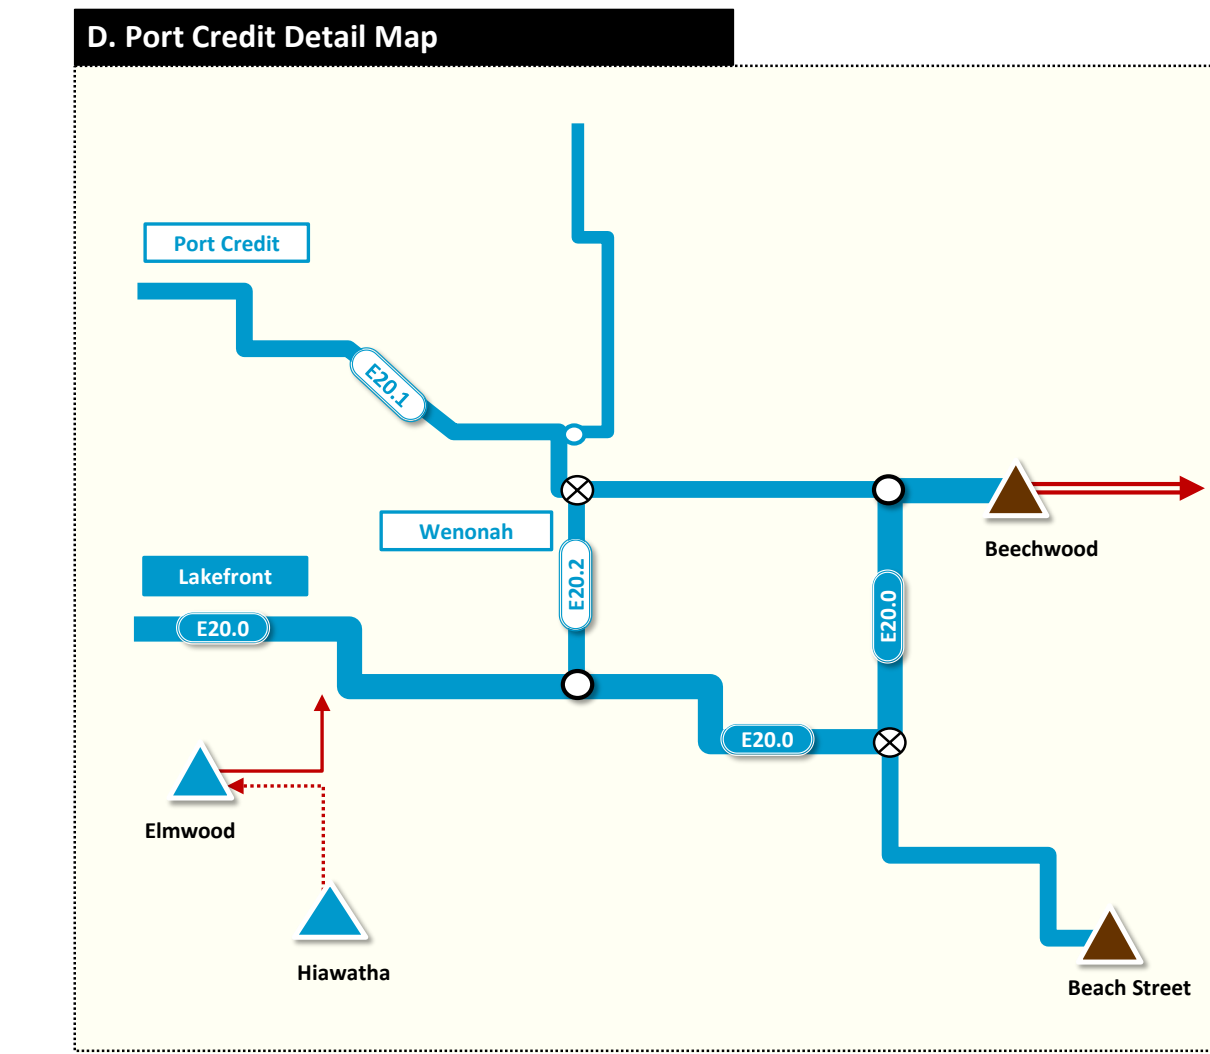 D. Port Credit Detail Map
Port Credit
E20.1
Wenonah
Beechwood
Lakefront
E20.2
E20.0
E20.0
E20.0
Elmwood
Hiawatha
Beach Street